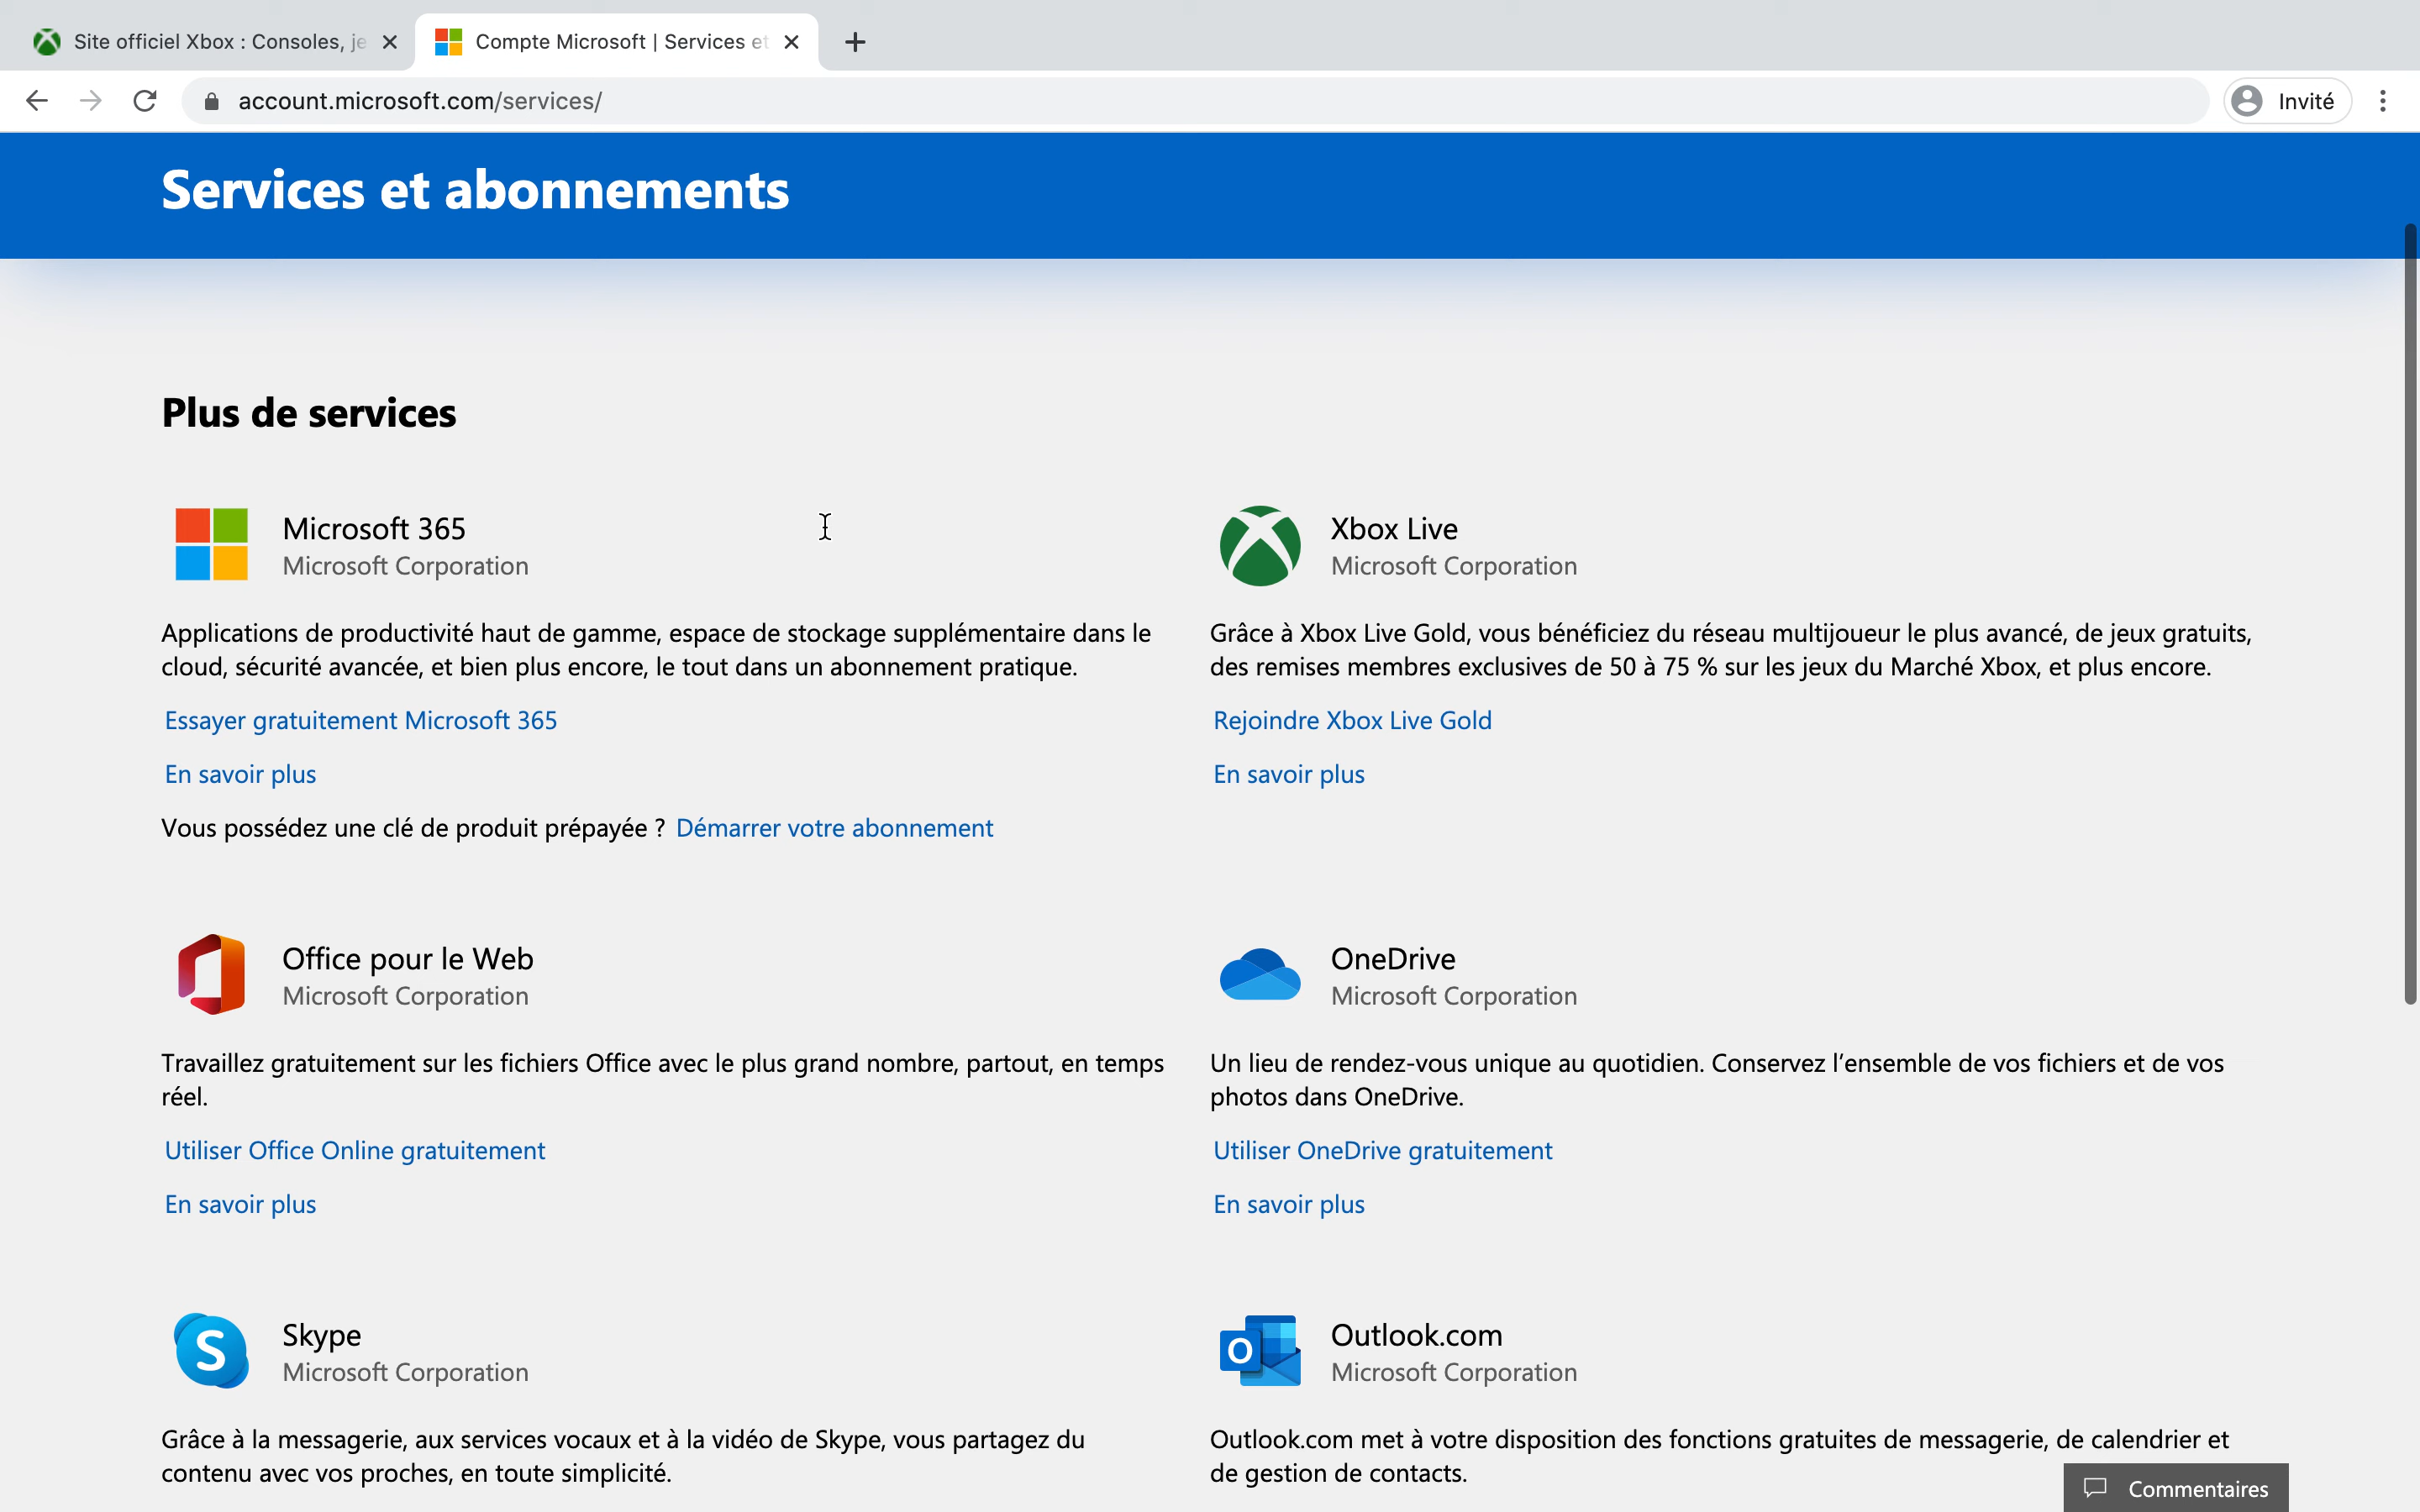 Site officiel Xbox : Consoles, je
Compte Microsoft | Services et
account.microsoft.com/services/
Invité
Services et abonnements
Plus de services
Microsoft 365
Microsoft Corporation
Applications de productivité haut de gamme, espace de stockage supplémentaire dans le
cloud, sécurité avancée, et bien plus encore, le tout dans un abonnement pratique.
Essayer gratuitement Microsoft 365
En savoir plus
Vous possédez une clé de produit prépayée ? Démarrer votre abonnement
Xbox Live
Microsoft Corporation
Grâce à Xbox Live Gold, vous bénéficiez du réseau multijoueur le plus avancé, de jeux gratuits,
des remises membres exclusives de 50 à 75 % sur les jeux du Marché Xbox, et plus encore.
Rejoindre Xbox Live Gold
En savoir plus
Office pour le Web
Microsoft Corporation
Travaillez gratuitement sur les fichiers Office avec le plus grand nombre, partout, en temps
réel.
Utiliser Office Online gratuitement
En savoir plus
OneDrive
Microsoft Corporation
Un lieu de rendez-vous unique au quotidien. Conservez l’ensemble de vos fichiers et de vos
photos dans OneDrive.
Utiliser OneDrive gratuitement
En savoir plus
Skype
Microsoft Corporation
Grâce à la messagerie, aux services vocaux et à la vidéo de Skype, vous partagez du
contenu avec vos proches, en toute simplicité.
Outlook.com
Microsoft Corporation
Outlook.com met à votre disposition des fonctions gratuites de messagerie, de calendrier et
de gestion de contacts.
Commentaires